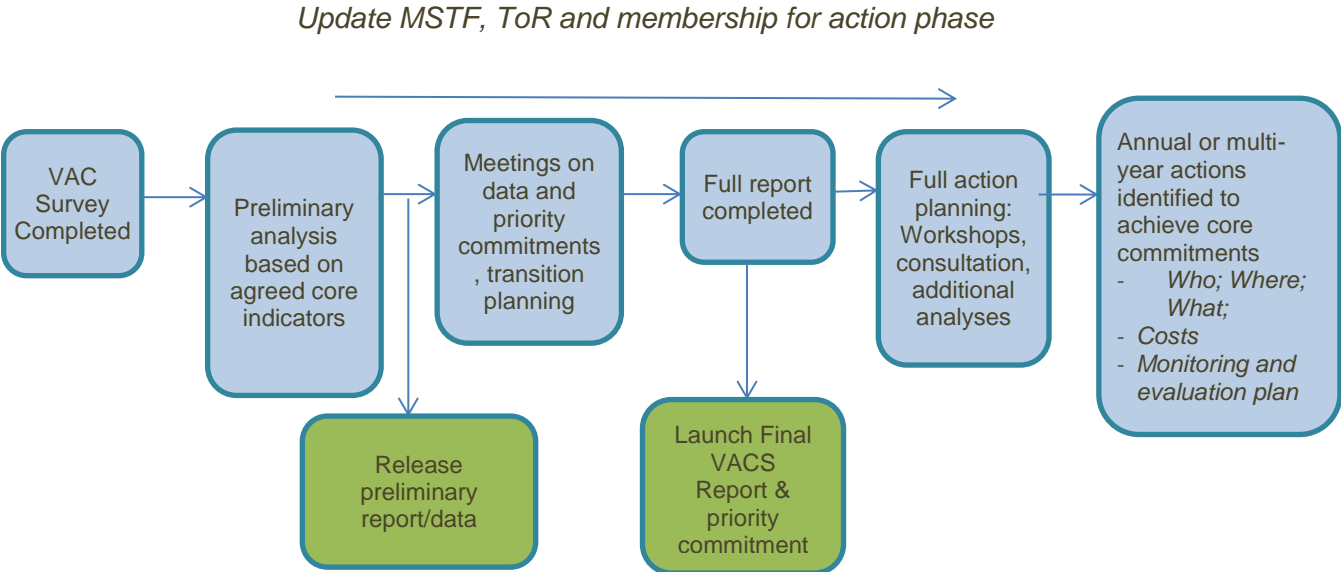 Update MSTF, ToR and membership for action phase
VAC
Survey
Completed
Preliminary
analysis
based on
agreed core
indicators
Meetings on
data and
priority
commitments
, transition
planning
Full report
completed
Full action
planning:
Workshops,
consultation,
additional
analyses
Annual or multi-
year actions
identified to
achieve core
commitments
- Who; Where;
What;
- Costs
- Monitoring and
evaluation plan
Release
preliminary
report/data
Launch Final
VACS
Report &
priority
commitment